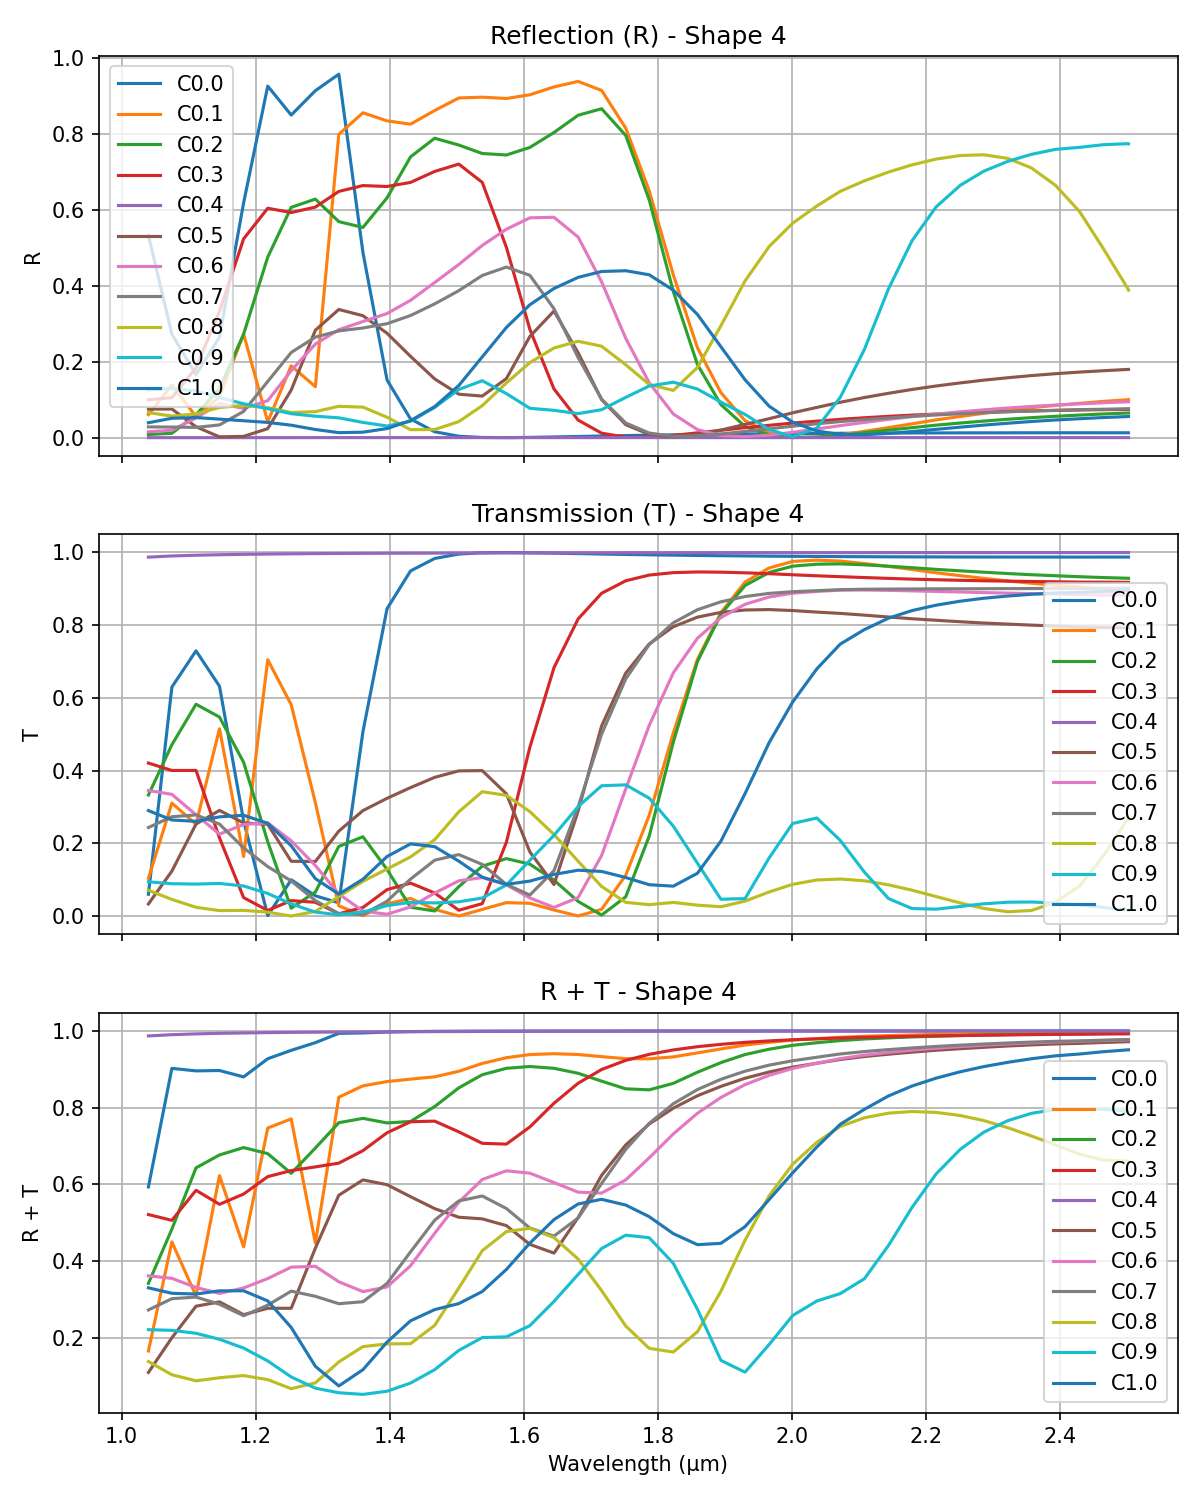 Reflection (R) - Shape 4
1.0
0.8
0.6
0.4
0.2
0.0
R
C0.0
C0.1
C0.2
C0.3
C0.4
C0.5
C0.6
C0.7
C0.8
C0.9
C1.0
Transmission (T) - Shape 4
1.0
0.8
0.6
0.4
0.2
0.0
T
C0.0
C0.1
C0.2
C0.3
C0.4
C0.5
C0.6
C0.7
C0.8
C0.9
C1.0
R + T - Shape 4
1.0
0.8
0.6
0.4
0.2
R + T
C0.0
C0.1
C0.2
C0.3
C0.4
C0.5
C0.6
C0.7
C0.8
C0.9
C1.0
1.0 1.2 1.4 1.6 1.8 2.0 2.2 2.4
Wavelength (μm)